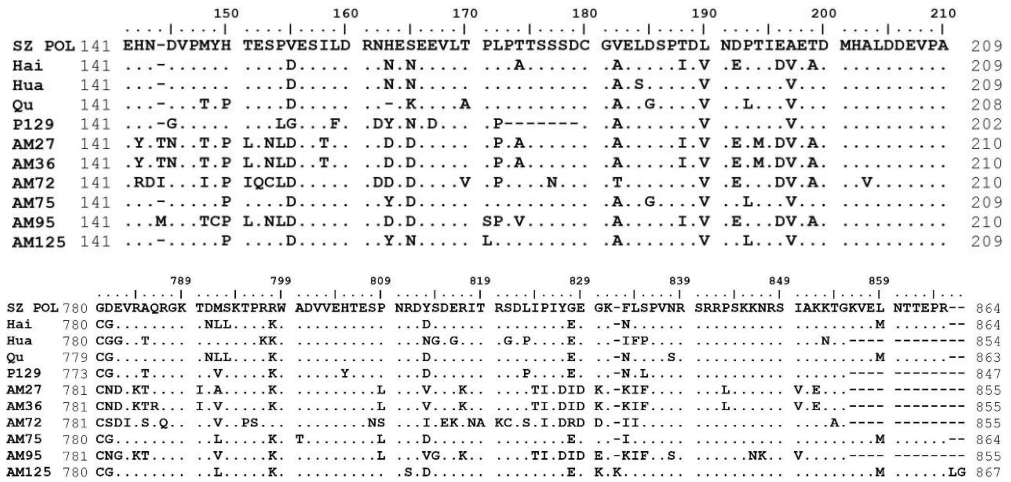 150 160 170 180 190 200 210
SZ POL 141 EHN-DVPMYH TESPVESILD RNHESEEVLT PLPTTSSSDC GVELDSPTDL NDPTIEAETD MHALDDEVPA 209
Hai 141 ...-...... ....D..... ..N.N..... ...A...... .A.....I.V .E...DV.A. .......... 209
Hua 141 ...-...... ....D..... ..N.N..... .......... .A.S.....V ......V... .......... 209
Qu 141 ...-...T.P ....D..... ..-.K....A .......... .A..G....V ..L...V... .......... 208
P129 141 ...-G..... ...LG...F. .DY.N.D... .P-------. .A.......V ......V... .......... 202
AM27 141 .Y.TN..T.P L.NLD..T.. ..D.D..... .P.A...... .A.....I.V .E.M.DV.A. .......... 210
AM36 141 .Y.TN..T.P L.NLD..T.. ..D.D..... .P.A...... .A.....I.V .E.M.DV.A. .......... 210
AM72 141 .RDI...I.P IQCLD..... .DD.D....V .P....N... .T.......V .E...DV... ..V....... 210
AM75 141 ...-.....P ....D..... ..Y.D..... .......... .A..G....V ..L...V... .......... 209
AM95 141 ...M...TCP L.NLD..... ..D.D..... SP.A...... .A.....I.V .E...DV.A. .......... 210
AM125 141 ...-.....P ....D..... ..Y.N..... L......... .A.......V ..L...V... .......... 209
789 799 809 819 829 839 849 859
SZ POL 780 GDEVRAQRGK TDMSKTPRRW ADVVEHTESP NRDYSDERIT RSDLIPIYGE GK-FLSPVNR SRRPSKKNRS IAKKTGKVEL NTTEPR-- 864
Hai 780 CG........ .NLL....R. .......... ...D...... ........E. ..-N...... .......... ........M. ......-- 864
Hua 780 CGG..T.... .......KK. .......... ...NG.G... .G.P....E. ..-.IFP... .......... ...N..---- -------- 854
Qu 779 CG........ .NLL....R. .......... ...D...... ........E. ..-N....S. .......... ........M. ......-- 863
P129 773 CG...T.... ..V.....R. .....Y.... ...D...... ...P....E. ..-N.L.... .......... ......---- -------- 847
AM27 781 CND.KT.... I.A.....R. .........L ...V...R.. ....TI.DID K.-KIF.... ....L..... V.E...---- -------- 855
AM36 781 CND.KTR... I.V.....R. .........L ...V...R.. ....TI.DID K.-KIF.... ....L..... V.E...---- -------- 855
AM72 781 CSDI.S.Q.. ..V..PS... ........NS ...I.EK.NA KC.S.I.DRD D.-.II.... .......... ....A.---- -------- 855
AM75 780 CG........ ..L.....R. T......... ...D...... ........E. ..-.I..... .......... ........M. ......-- 864
AM95 781 CNG.KT.... ..V.....R. .........L ...VG..R.. ....TI.DID E.-KIF..S. ......NK.. V.....---- -------- 855
AM125 780 CG........ ..L.....R. .......... .S.D...... ........E. ..K....... .......... ........M. ......LG 867